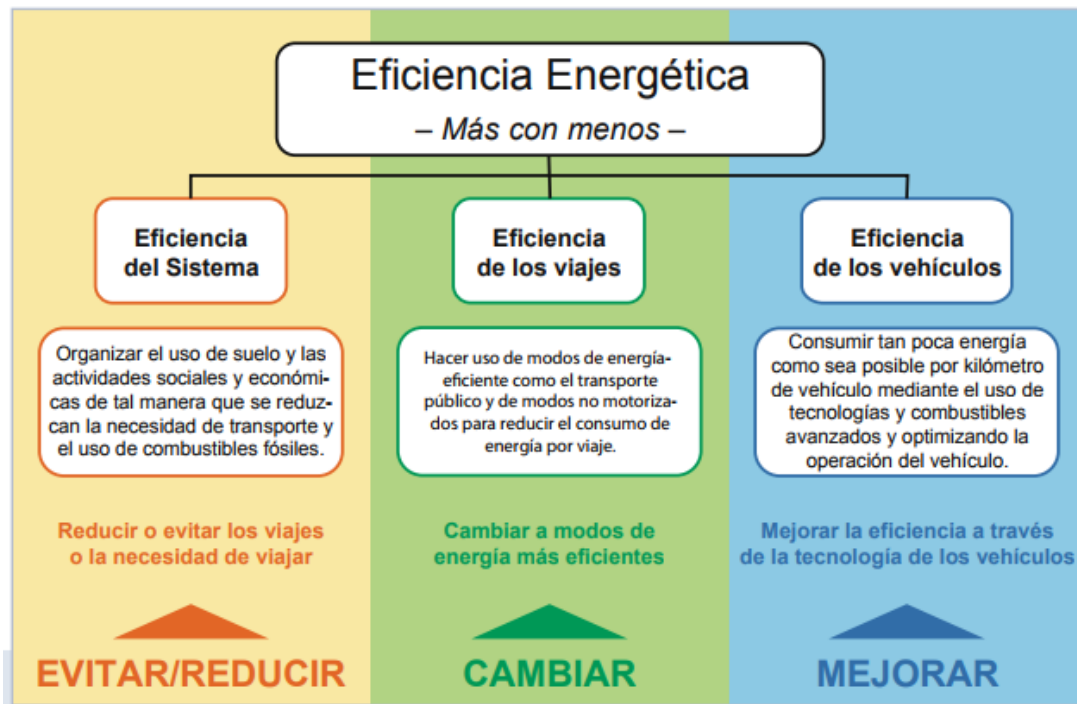 Eficiencia Energética
– Más con menos –
Eficiencia
del Sistema
Organizar el uso de suelo y las
actividades sociales y económi-
cas de tal manera que se reduz-
can la necesidad de transporte y
el uso de combustibles fósiles.
Reducir o evitar los viajes
o la necesidad de viajar
EVITAR/REDUCIR
Eficiencia
de los viajes
Hacer uso de modos de energía-
eficiente como el transporte
público y de modos no motoriza-
dos para reducir el consumo de
energía por viaje.
Cambiar a modos de
energía más eficientes
CAMBIAR
Eficiencia
de los vehículos
Consumir tan poca energía
como sea posible por kilómetro
de vehículo mediante el uso de
tecnologías y combustibles
avanzados y optimizando la
operación del vehículo.
Mejorar la eficiencia a través
de la tecnología de los vehículos
MEJORAR